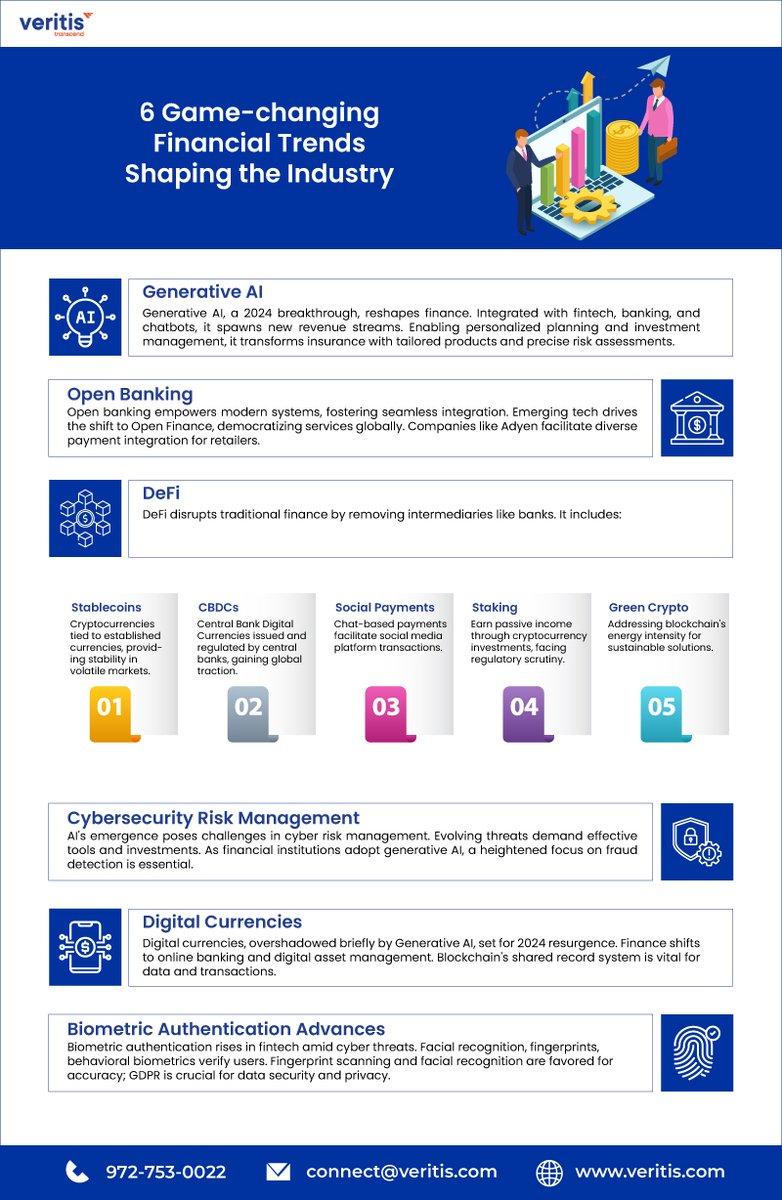 veritis
transcend
6 Game-changing
Financial Trends
Shaping the Industry
AI
Generative AI
Generative AI, a 2024 breakthrough, reshapes finance. Integrated with fintech, banking, and
chatbots, it spawns new revenue streams. Enabling personalized planning and investment
management, it transforms insurance with tailored products and precise risk assessments.
Open Banking
Open banking empowers modern systems, fostering seamless integration. Emerging tech drives
the shift to Open Finance, democratizing services globally. Companies like Adyen facilitate diverse
payment integration for retailers.
$
$
DeFi
DeFi disrupts traditional finance by removing intermediaries like banks. It includes:
Stablecoins
Cryptocurrencies
tied to established
currencies, provid-
ing stability in
volatile markets.
01
CBDCs
Central Bank Digital
Currencies issued and
regulated by central
banks, gaining global
traction.
02
Social Payments
Chat-based payments
facilitate social media
platform transactions.
03
Staking
Earn passive income
through cryptocurrency
investments, facing
regulatory scrutiny.
04
Green Crypto
Addressing blockchain's
energy intensity for
sustainable solutions.
05
Cybersecurity Risk Management
AI's emergence poses challenges in cyber risk management. Evolving threats demand effective
tools and investments. As financial institutions adopt generative AI, a heightened focus on fraud
detection is essential.
$
Digital Currencies
Digital currencies, overshadowed briefly by Generative AI, set for 2024 resurgence. Finance shifts
to online banking and digital asset management. Blockchain's shared record system is vital for
data and transactions.
Biometric Authentication Advances
Biometric authentication rises in fintech amid cyber threats. Facial recognition, fingerprints,
behavioral biometrics verify users. Fingerprint scanning and facial recognition are favored for
accuracy; GDPR is crucial for data security and privacy.
972-753-0022
connect@veritis.com
www.veritis.com